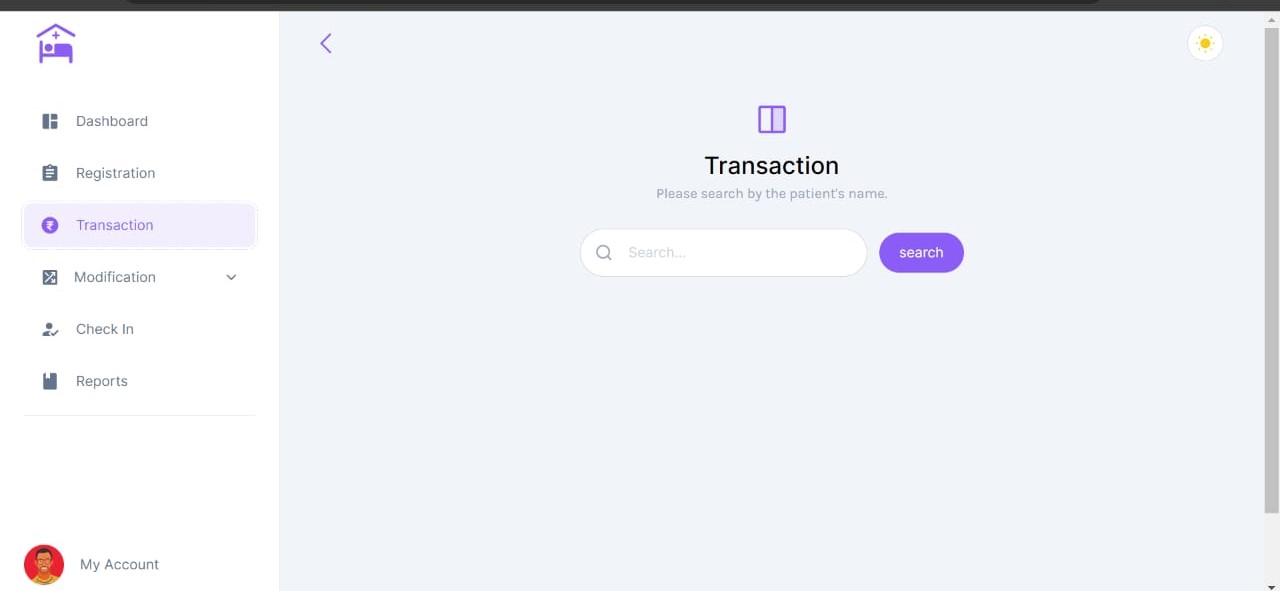 Dashboard
Registration
Transaction
Modification
Check In
Reports
My Account
Transaction
Please search by the patient's name.
Search...
search